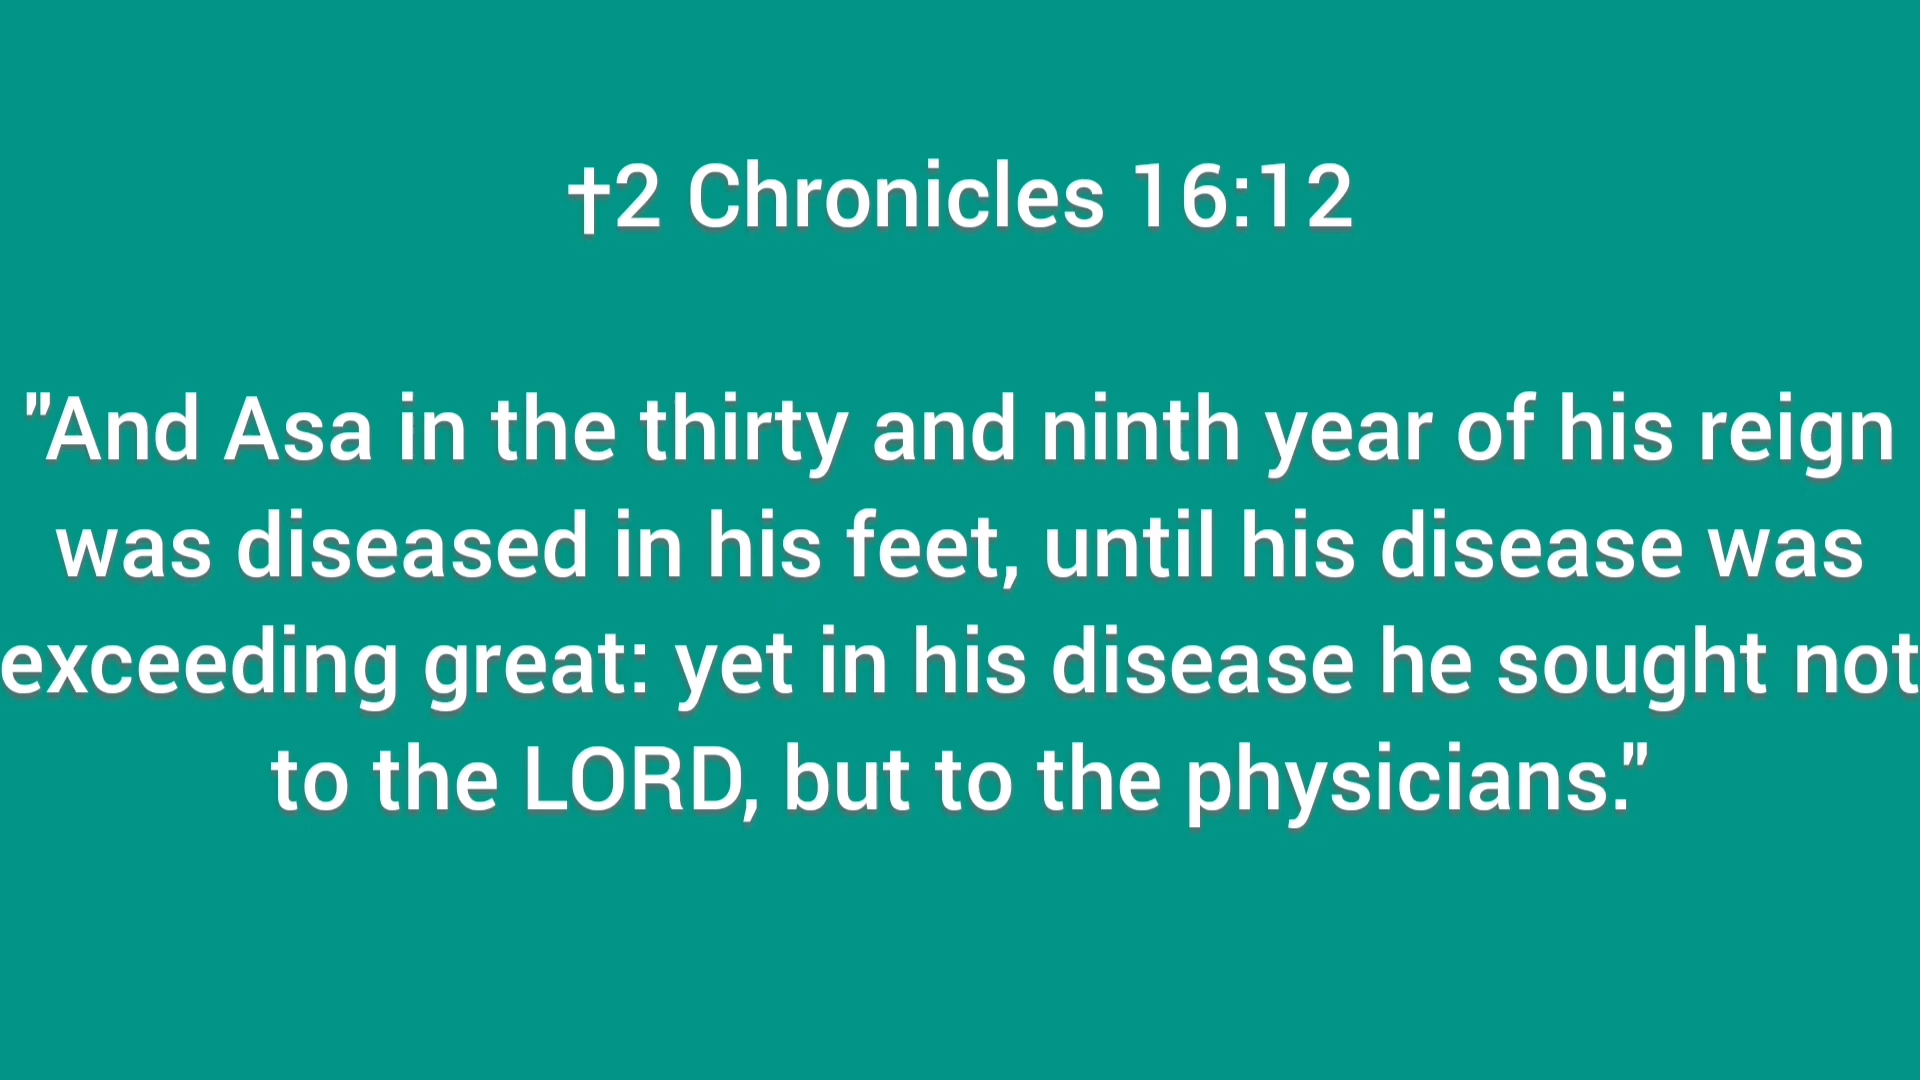 †2 Chronicles 16:12
"And Asa in the thirty and ninth year of his reign
was diseased in his feet, until his disease was
exceeding great: yet in his disease he sought not
to the LORD, but to the physicians."